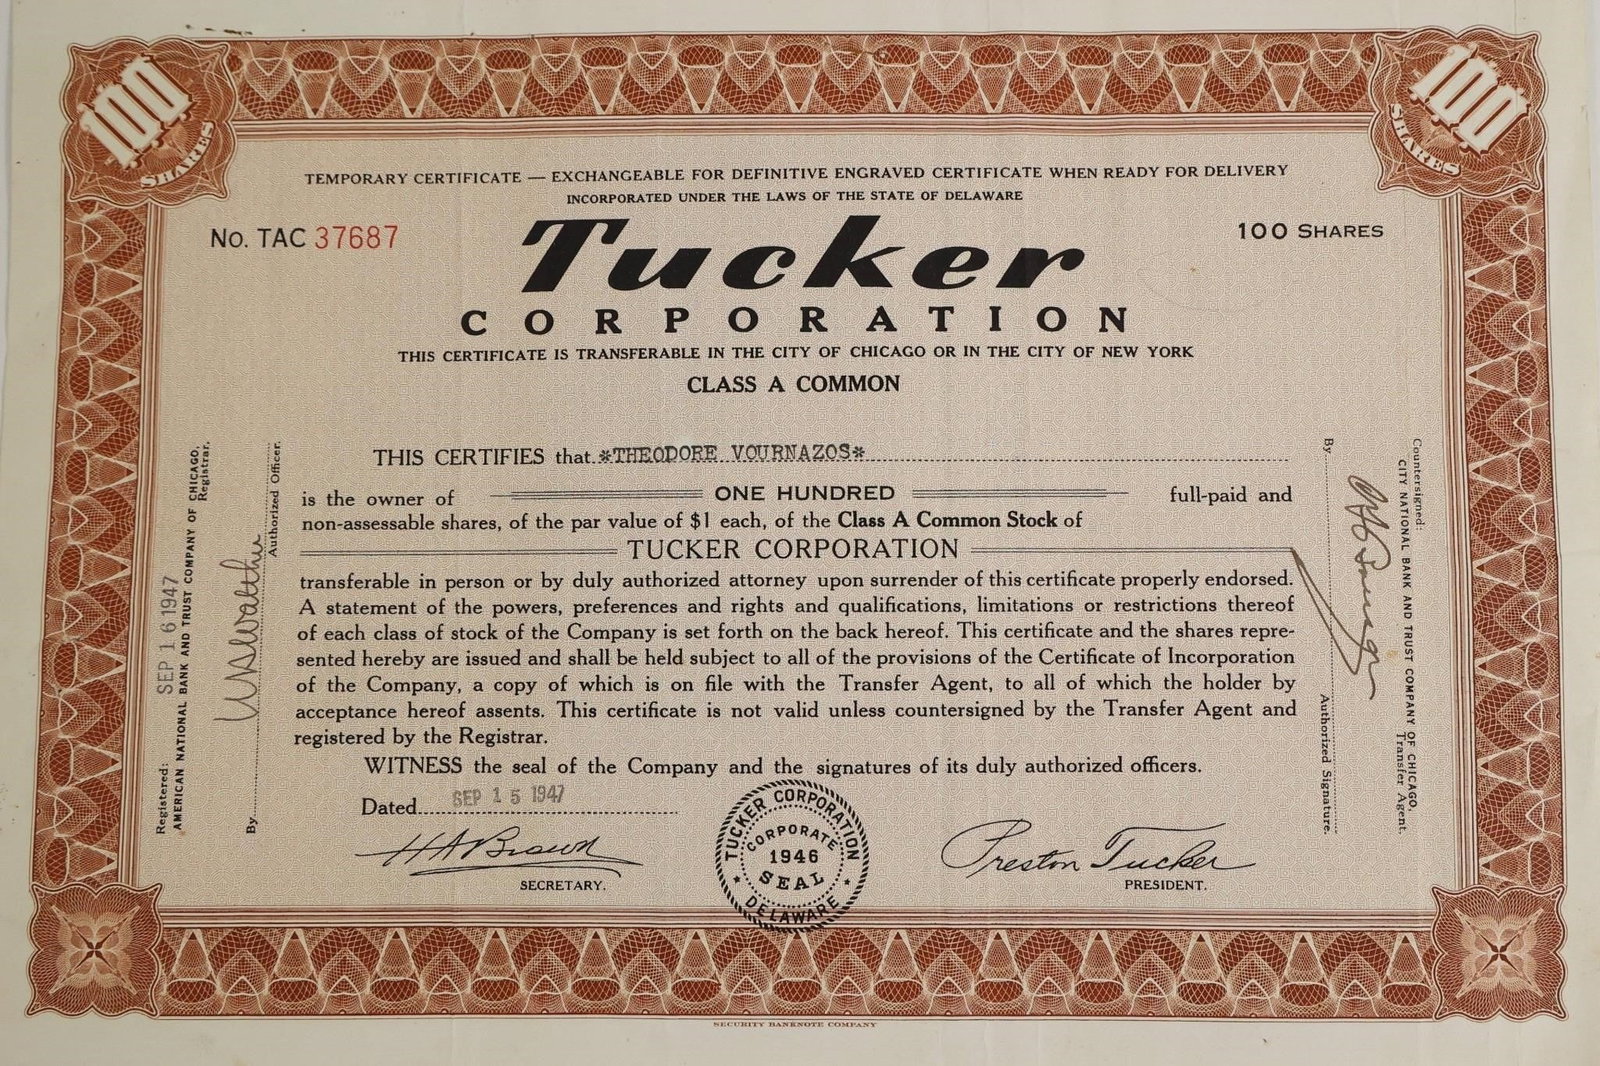 100
SHARES
100
SHARES
TEMPORARY CERTIFICATE — EXCHANGEABLE FOR DEFINITIVE ENGRAVED CERTIFICATE WHEN READY FOR DELIVERY
INCORPORATED UNDER THE LAWS OF THE STATE OF DELAWARE
No. TAC 37687
100 SHARES
Tucker
CORPORATION
THIS CERTIFICATE IS TRANSFERABLE IN THE CITY OF CHICAGO OR IN THE CITY OF NEW YORK
CLASS A COMMON
THIS CERTIFIES that *THEODORE VOURNAZOS*
is the owner of ONE HUNDRED full-paid and
non-assessable shares, of the par value of $1 each, of the Class A Common Stock of
TUCKER CORPORATION
transferable in person or by duly authorized attorney upon surrender of this certificate properly endorsed.
A statement of the powers, preferences and rights and qualifications, limitations or restrictions thereof
of each class of stock of the Company is set forth on the back hereof. This certificate and the shares repre-
sented hereby are issued and shall be held subject to all of the provisions of the Certificate of Incorporation
of the Company, a copy of which is on file with the Transfer Agent, to all of which the holder by
acceptance hereof assents. This certificate is not valid unless countersigned by the Transfer Agent and
registered by the Registrar.
WITNESS the seal of the Company and the signatures of its duly authorized officers.
Dated SEP 15 1947
H A Brown
SECRETARY.
TUCKER CORPORATION
CORPORATE
1946
SEAL
DELAWARE
Preston Tucker
PRESIDENT.
Registered: SEP 16 1947
AMERICAN NATIONAL BANK AND TRUST COMPANY OF CHICAGO,
Registrar.
By
Authorized Officer.
Countersigned:
CITY NATIONAL BANK AND TRUST COMPANY OF CHICAGO,
Transfer Agent.
By
Authorized Signature.
SECURITY BANKNOTE COMPANY